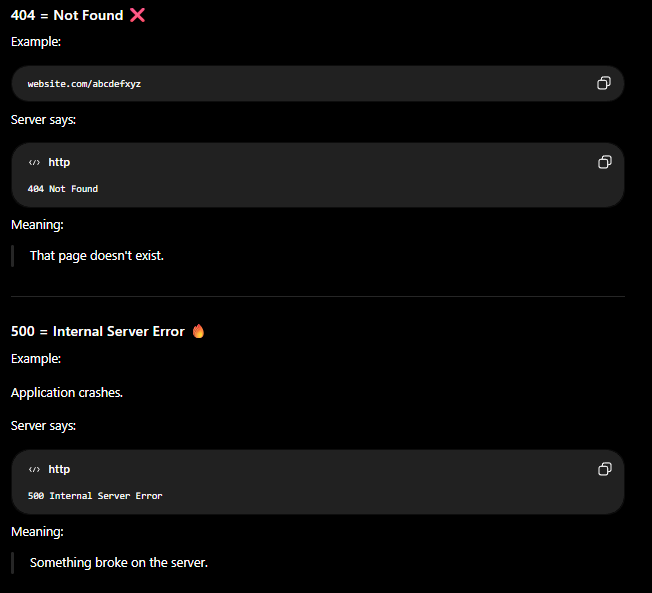 404 = Not Found ❌
Example:
website.com/abcdefxyz
Server says:
</> http
404 Not Found
Meaning:
That page doesn't exist.
500 = Internal Server Error 🔥
Example:
Application crashes.
Server says:
</> http
500 Internal Server Error
Meaning:
Something broke on the server.